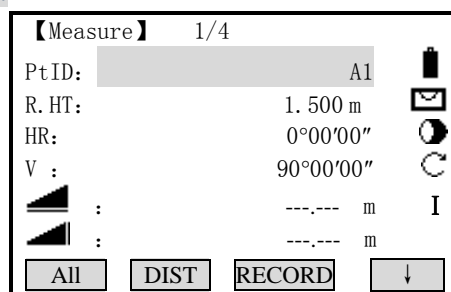 【Measure】 1/4
PtID: A1
R.HT: 1.500 m
HR: 0°00′00″
V : 90°00′00″
: ---.--- m I
: ---.--- m
All DIST RECORD ↓